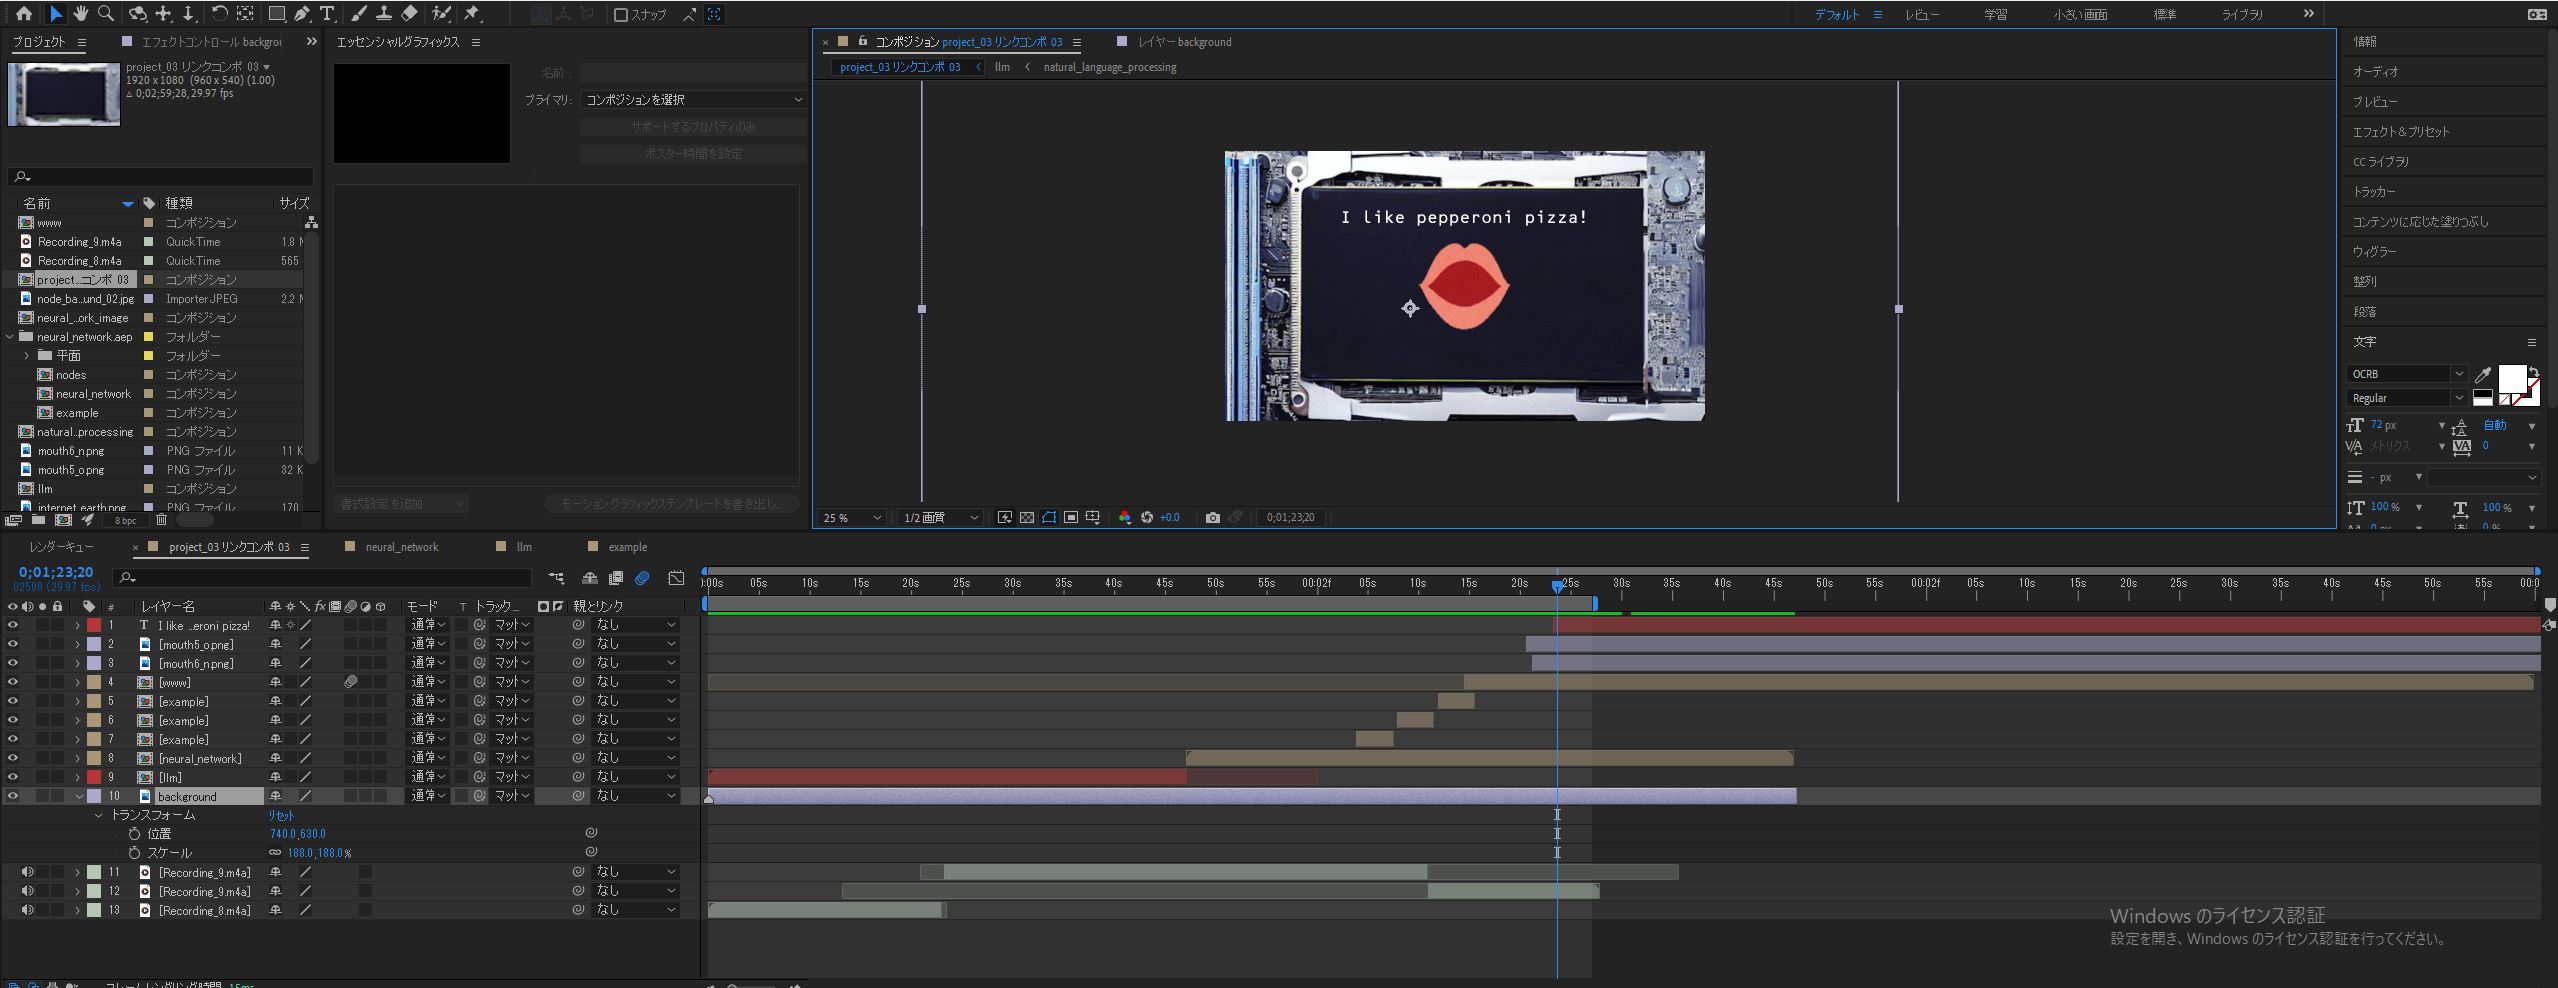 スナップ
デフォルト
レビュー
学習
小さい画面
標準
ライブラリ
プロジェクト
エフェクトコントロール backgrou
エッセンシャルグラフィックス
コンポジション project_03 リンクコンポ 03
レイヤー background
project_03 リンクコンポ 03
llm
natural_language_processing
project_03 リンクコンポ 03
1920 x 1080 (960 x 540) (1.00)
Δ 0;02;59;28, 29.97 fps
名前 :
プライマリ:
コンポジションを選択
サポートするプロパティのみ
ポスター時間を設定
名前
種類
サイズ
www コンポジション
Recording_9.m4a QuickTime 1.8 M
Recording_8.m4a QuickTime 565
project...コンポ 03 コンポジション
node_ba...und_02.jpg ImporterJPEG 2.2 M
neural_...ork_image コンポジション
neural_network.aep フォルダー
平面 フォルダー
nodes コンポジション
neural_network コンポジション
example コンポジション
natural...processing コンポジション
mouth6_n.png PNG ファイル 11 K
mouth5_o.png PNG ファイル 32 K
llm コンポジション
internet_earth.png PNG ファイル 170
8 bpc
書式設定を追加
モーショングラフィックステンプレートを書き出し...
I like pepperoni pizza!
25 %
1/2 画質
+0.0
0;01;23;20
情報
オーディオ
プレビュー
エフェクト＆プリセット
CC ライブラリ
トラッカー
コンテンツに応じた塗りつぶし
ウィグラー
整列
段落
文字
OCRB
Regular
72 px
自動
メトリクス
0
- px
100 %
100 %
0 px
0 %
レンダーキュー
project_03 リンクコンポ 03
neural_network
llm
example
0;01;23;20
02508 (29.97 fps)
# レイヤー名 モード T トラック... 親とリンク
):00s 05s 10s 15s 20s 25s 30s 35s 40s 45s 50s 55s 00:02f 05s 10s 15s 20s 25s 30s 35s 40s 45s 50s 55s 00:02f 05s 10s 15s 20s 25s 30s 35s 40s 45s 50s 55s 00:0
1 T I like ...eroni pizza! 通常 マット なし
2 [mouth5_o.png] 通常 マット なし
3 [mouth6_n.png] 通常 マット なし
4 [www] 通常 マット なし
5 [example] 通常 マット なし
6 [example] 通常 マット なし
7 [example] 通常 マット なし
8 [neural_network] 通常 マット なし
9 [llm] 通常 マット なし
10 background 通常 マット なし
トランスフォーム リセット
位置 740.0,630.0
スケール 188.0,188.0%
11 [Recording_9.m4a] なし
12 [Recording_9.m4a] なし
13 [Recording_8.m4a] なし
Windows のライセンス認証
設定を開き、Windows のライセンス認証を行ってください。
フレームレンダリング時間 15ms